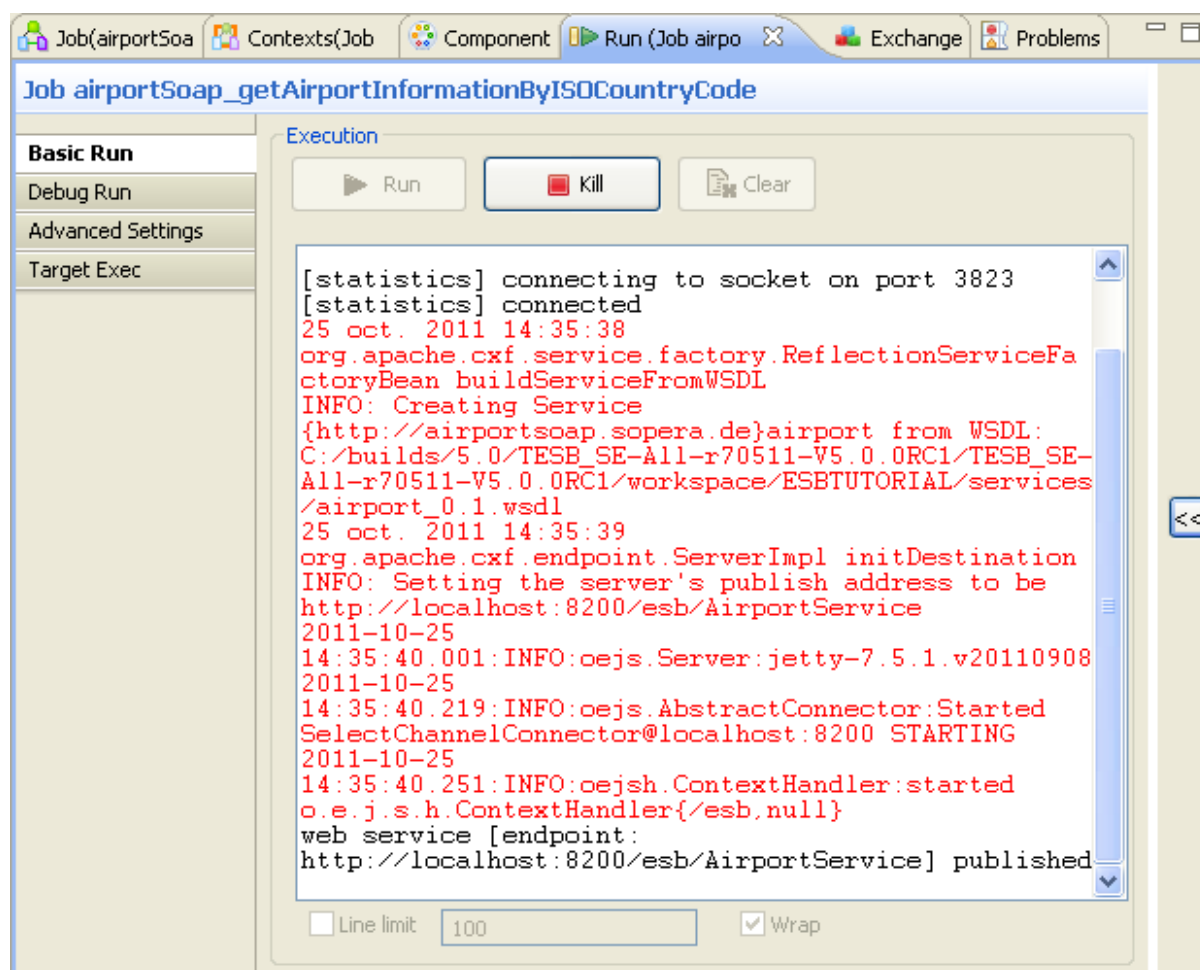 Job(airportSoa Contexts(Job Component Run (Job airpo Exchange Problems
Job airportSoap_getAirportInformationByISOCountryCode
Basic Run
Debug Run
Advanced Settings
Target Exec
Execution
Run Kill Clear
[statistics] connecting to socket on port 3823
[statistics] connected
25 oct. 2011 14:35:38
org.apache.cxf.service.factory.ReflectionServiceFa
ctoryBean buildServiceFromWSDL
INFO: Creating Service
{http://airportsoap.sopera.de}airport from WSDL:
C:/builds/5.0/TESB_SE-All-r70511-V5.0.0RC1/TESB_SE-
All-r70511-V5.0.0RC1/workspace/ESBTUTORIAL/services
/airport_0.1.wsdl
25 oct. 2011 14:35:39
org.apache.cxf.endpoint.ServerImpl initDestination
INFO: Setting the server's publish address to be
http://localhost:8200/esb/AirportService
2011-10-25
14:35:40.001:INFO:oejs.Server:jetty-7.5.1.v20110908
2011-10-25
14:35:40.219:INFO:oejs.AbstractConnector:Started
SelectChannelConnector@localhost:8200 STARTING
2011-10-25
14:35:40.251:INFO:oejsh.ContextHandler:started
o.e.j.s.h.ContextHandler{/esb,null}
web service [endpoint:
http://localhost:8200/esb/AirportService] published
Line limit 100 Wrap
<<